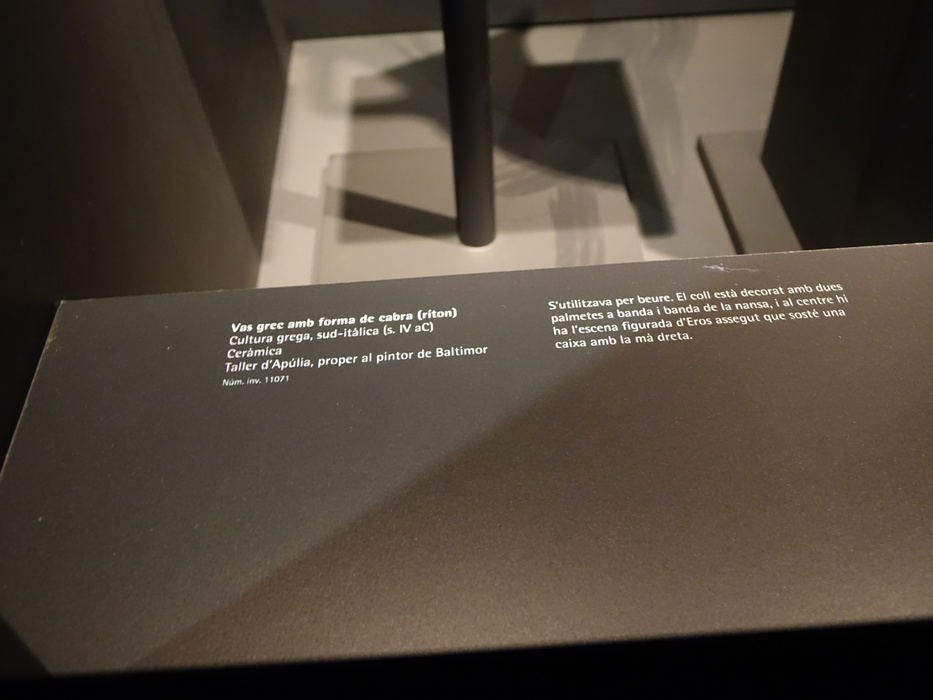 Vas grec amb forma de cabra (ríton)
Cultura grega, sud-itàlica (s. IV aC)
Ceràmica
Taller d'Apúlia, proper al pintor de Baltimor
Núm. inv. 11071
S'utilitzava per beure. El coll està decorat amb dues
palmetes a banda i banda de la nansa, i al centre hi
ha l'escena figurada d'Eros assegut que sosté una
caixa amb la mà dreta.